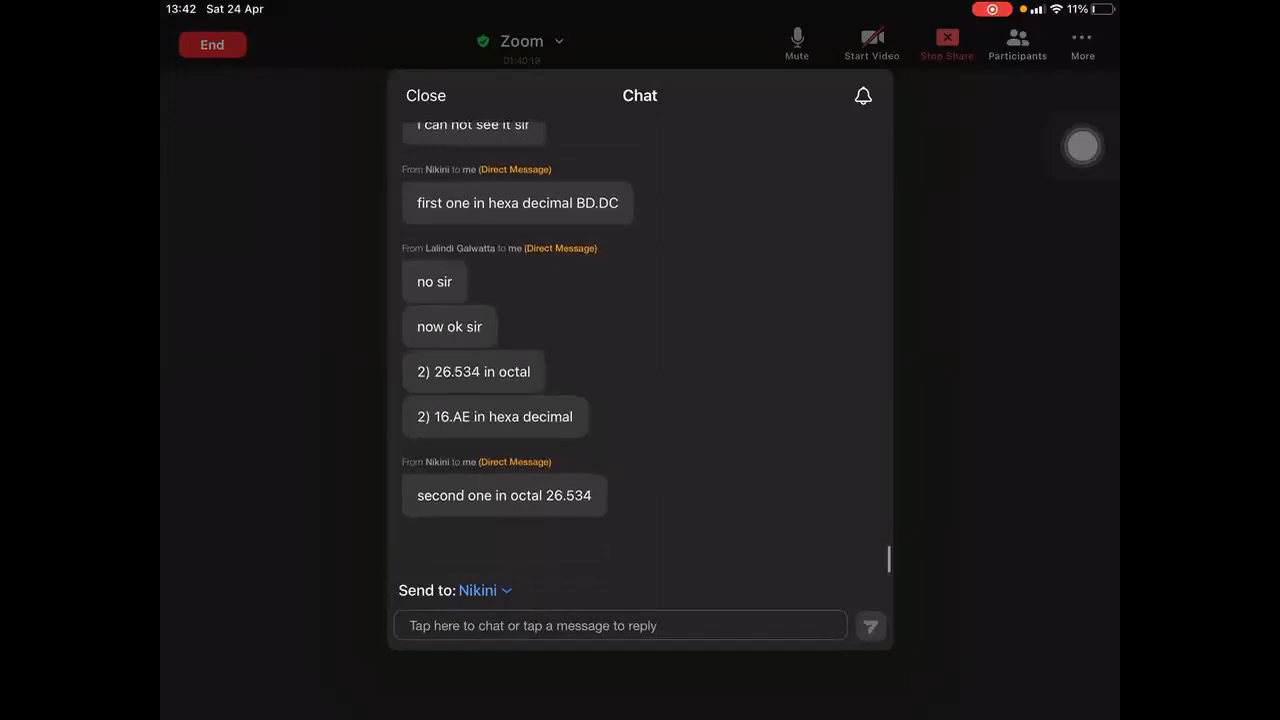 13:42 Sat 24 Apr
11%
End
Zoom
01:40:19
Mute
Start Video
Stop Share
Participants
More
Close
Chat
I can not see it sir
From Nikini to me (Direct Message)
first one in hexa decimal BD.DC
From Lalindi Galwatta to me (Direct Message)
no sir
now ok sir
2) 26.534 in octal
2) 16.AE in hexa decimal
From Nikini to me (Direct Message)
second one in octal 26.534
Send to: Nikini
Tap here to chat or tap a message to reply